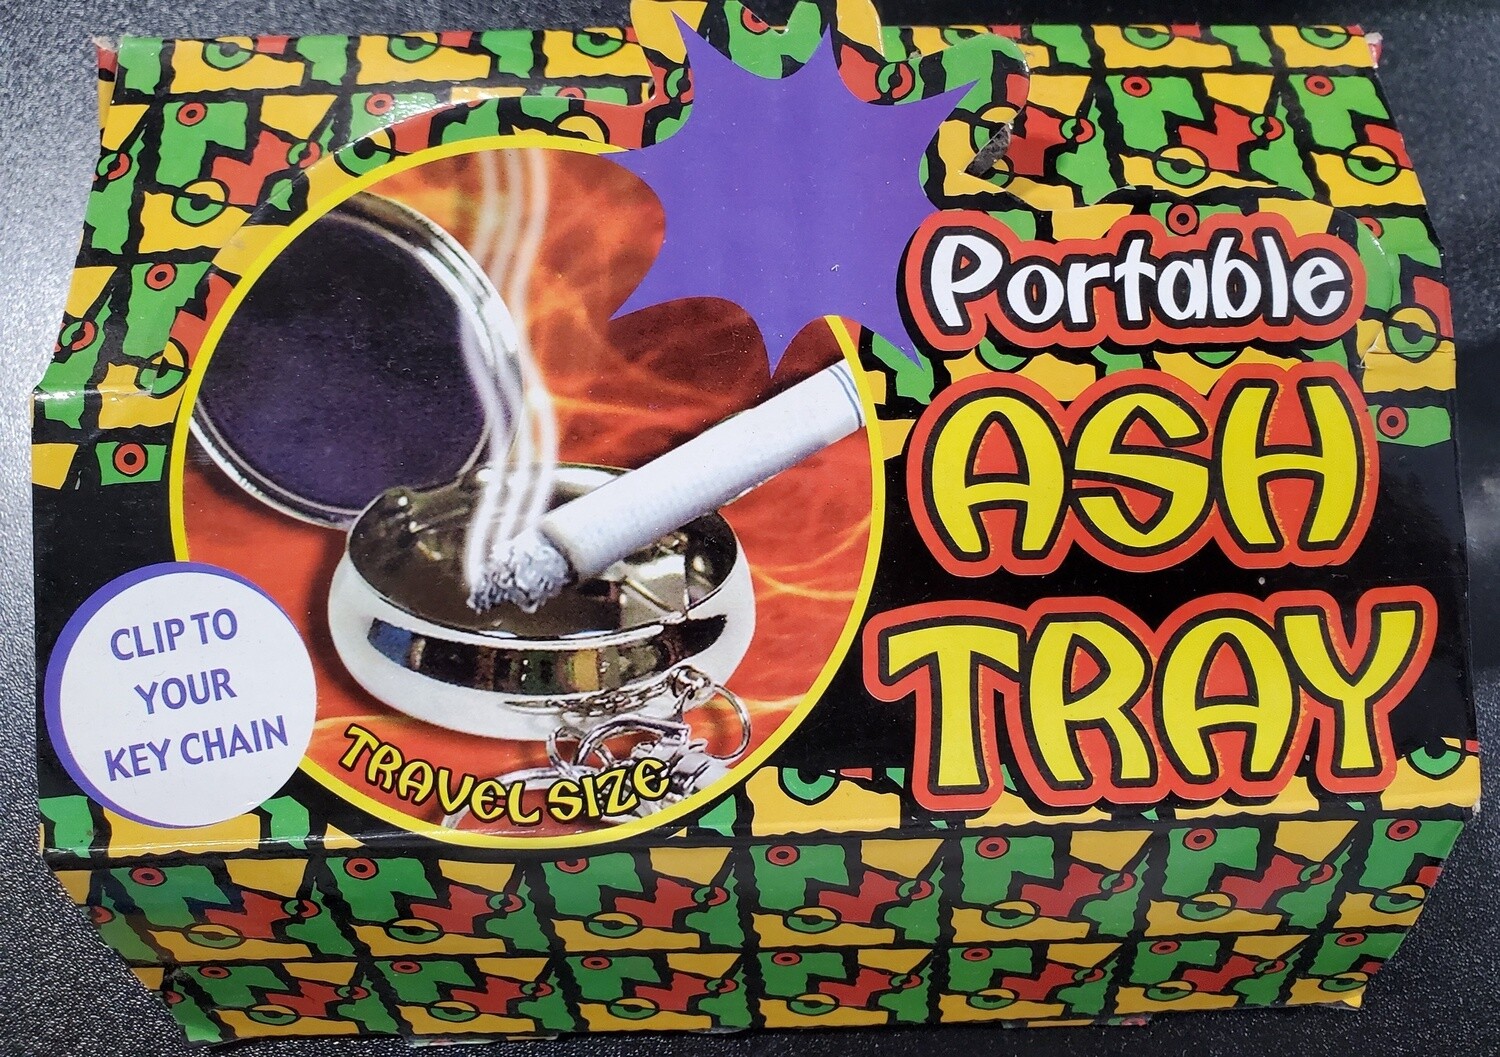 Portable
ASH
TRAY
CLIP TO
YOUR
KEY CHAIN
TRAVEL SIZE